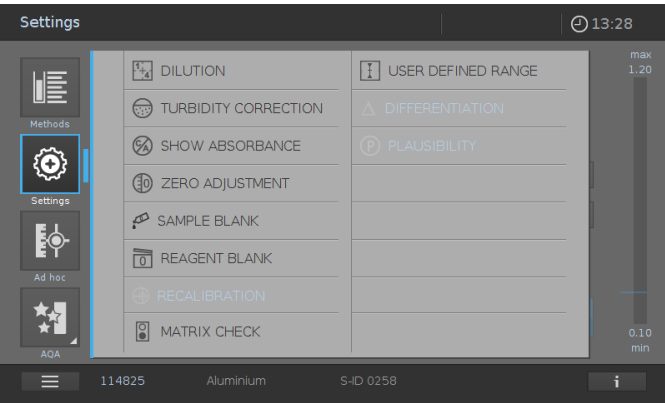 Settings
13:28
max
1.20
Methods
Settings
Ad hoc
AQA
DILUTION
TURBIDITY CORRECTION
SHOW ABSORBANCE
ZERO ADJUSTMENT
SAMPLE BLANK
REAGENT BLANK
RECALIBRATION
MATRIX CHECK
USER DEFINED RANGE
DIFFERENTIATION
PLAUSIBILITY
0.10
min
114825 Aluminium S-ID 0258
i